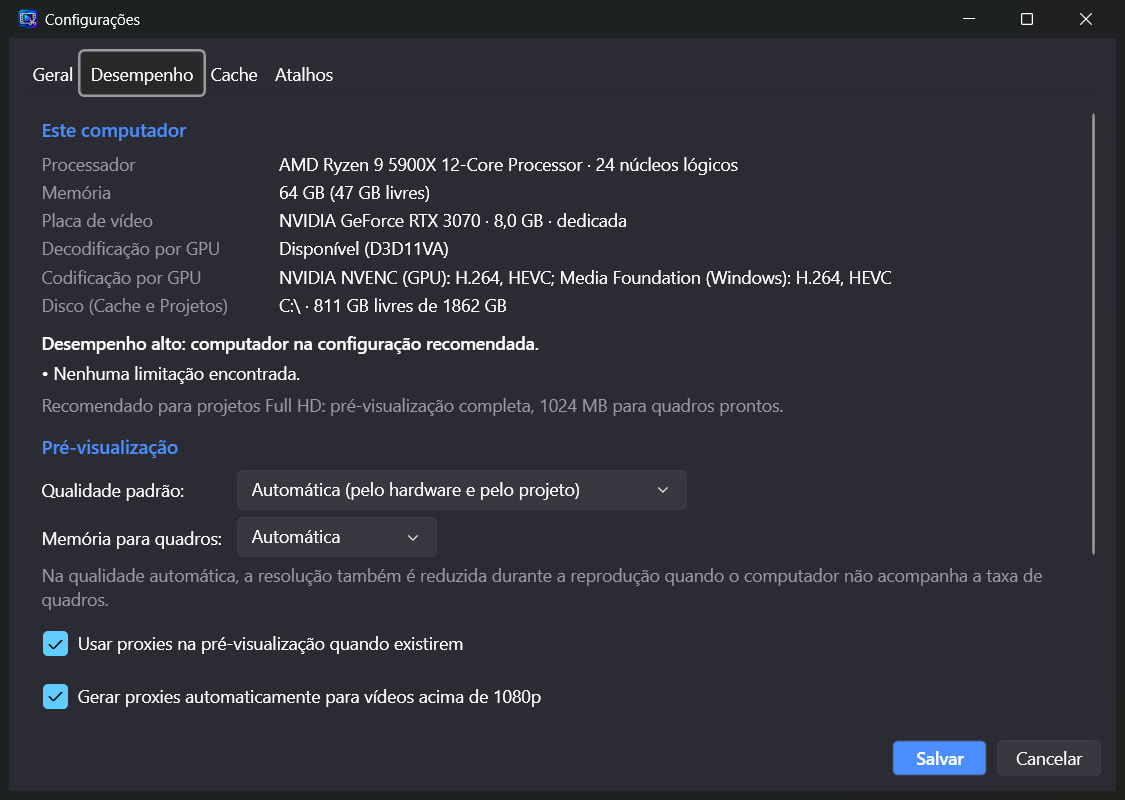 Configurações
Geral
Desempenho
Cache
Atalhos
Este computador
Processador
AMD Ryzen 9 5900X 12-Core Processor · 24 núcleos lógicos
Memória
64 GB (47 GB livres)
Placa de vídeo
NVIDIA GeForce RTX 3070 · 8,0 GB · dedicada
Decodificação por GPU
Disponível (D3D11VA)
Codificação por GPU
NVIDIA NVENC (GPU): H.264, HEVC; Media Foundation (Windows): H.264, HEVC
Disco (Cache e Projetos)
C:\ · 811 GB livres de 1862 GB
Desempenho alto: computador na configuração recomendada.
• Nenhuma limitação encontrada.
Recomendado para projetos Full HD: pré-visualização completa, 1024 MB para quadros prontos.
Pré-visualização
Qualidade padrão:
Automática (pelo hardware e pelo projeto)
Memória para quadros:
Automática
Na qualidade automática, a resolução também é reduzida durante a reprodução quando o computador não acompanha a taxa de
quadros.
Usar proxies na pré-visualização quando existirem
Gerar proxies automaticamente para vídeos acima de 1080p
Salvar
Cancelar